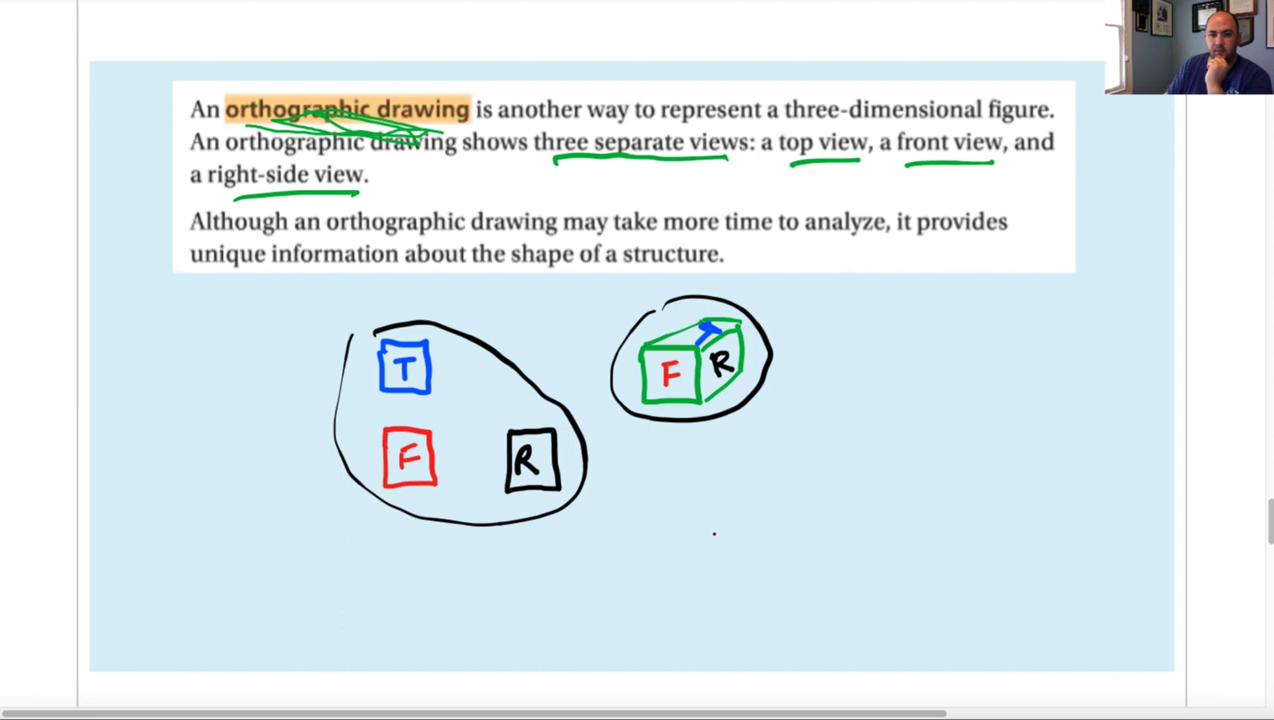 An orthographic drawing is another way to represent a three-dimensional figure.
An orthographic drawing shows three separate views: a top view, a front view, and
a right-side view.
Although an orthographic drawing may take more time to analyze, it provides
unique information about the shape of a structure.
T
T
F
R
F
R